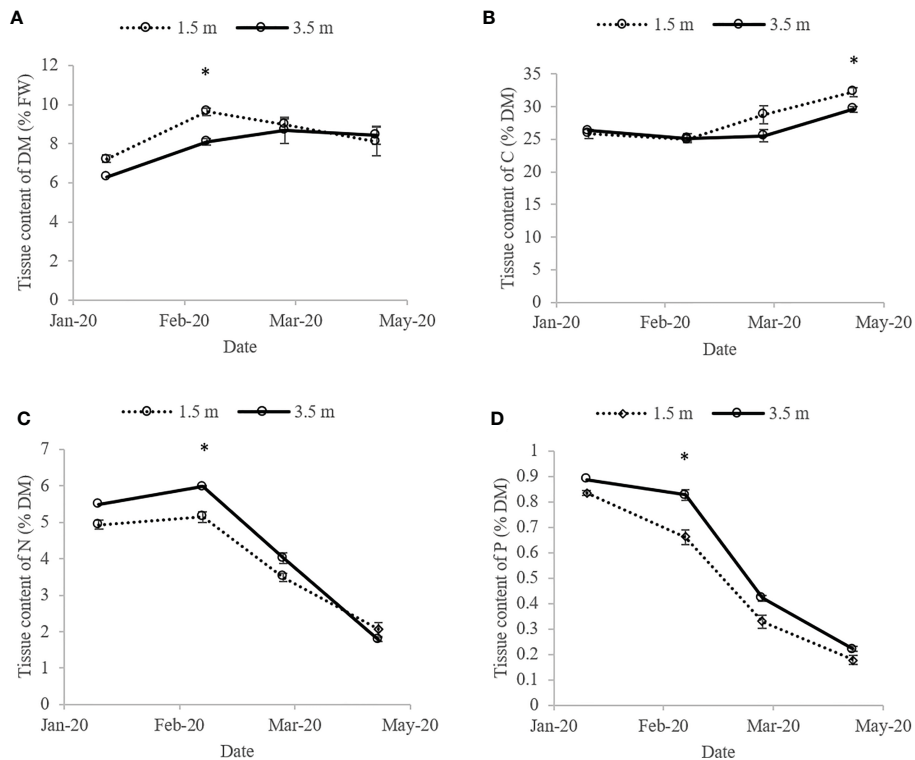 A
1.5 m 3.5 m
*
Tissue content of DM (% FW)
12
10
8
6
4
2
0
Jan-20 Feb-20 Mar-20 May-20
Date
B
1.5 m 3.5 m
*
Tissue content of C (% DM)
35
30
25
20
15
10
5
0
Jan-20 Feb-20 Mar-20 May-20
Date
C
1.5 m 3.5 m
*
Tissue content of N (% DM)
7
6
5
4
3
2
1
0
Jan-20 Feb-20 Mar-20 May-20
Date
D
1.5 m 3.5 m
*
Tissue content of P (% DM)
1
0.9
0.8
0.7
0.6
0.5
0.4
0.3
0.2
0.1
0
Jan-20 Feb-20 Mar-20 May-20
Date